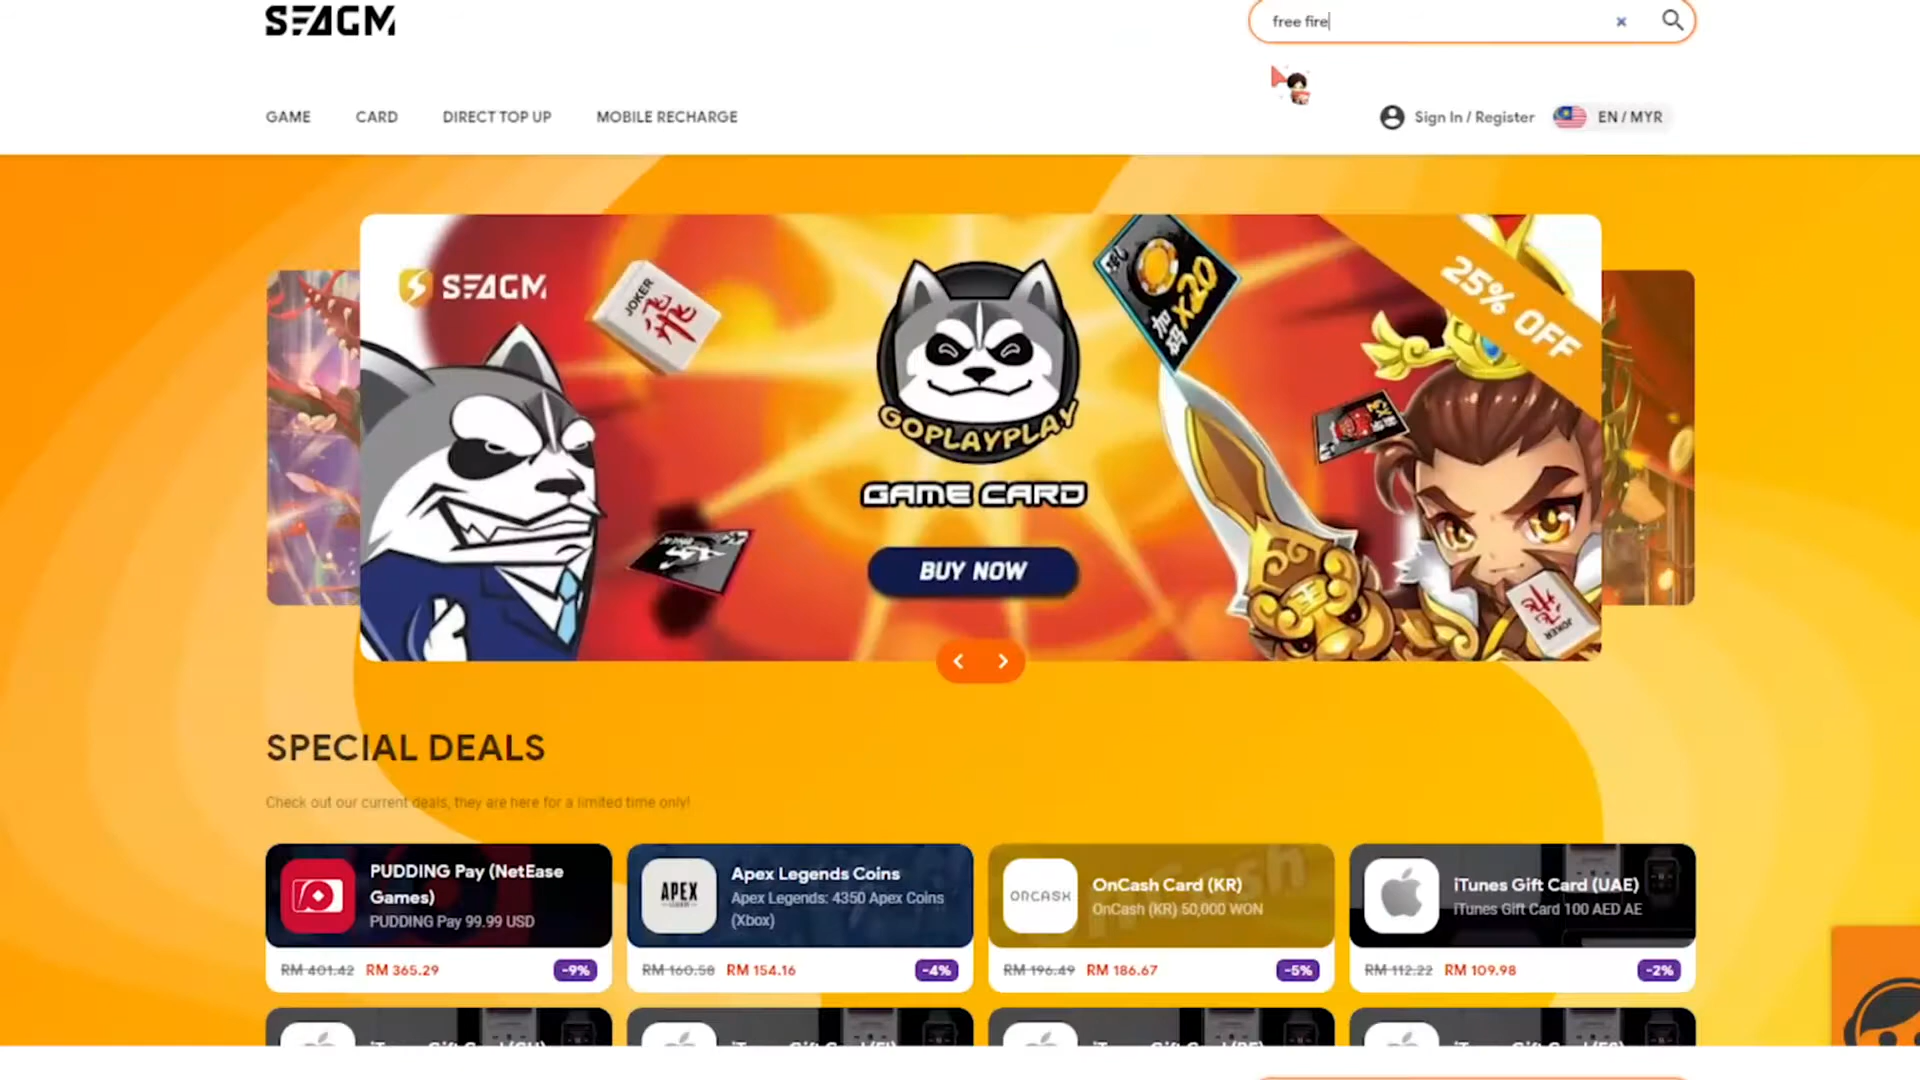 SEAGM
free fire
GAME
CARD
DIRECT TOP UP
MOBILE RECHARGE
Sign In / Register
EN / MYR
SEAGM
JOKER
飛
X20
25% OFF
GOPLAYPLAY
GAME CARD
BUY NOW
JOKER
SPECIAL DEALS
Check out our current deals, they are here for a limited time only!
PUDDING Pay (NetEase
Games)
PUDDING Pay 99.99 USD
RM 401.42 RM 365.29
-9%
APEX
Apex Legends Coins
Apex Legends: 4350 Apex Coins
(Xbox)
RM 160.58 RM 154.16
-4%
ONCASH
OnCash Card (KR)
OnCash (KR) 50,000 WON
RM 196.49 RM 186.67
-5%
iTunes Gift Card (UAE)
iTunes Gift Card 100 AED AE
RM 112.22 RM 109.98
-2%